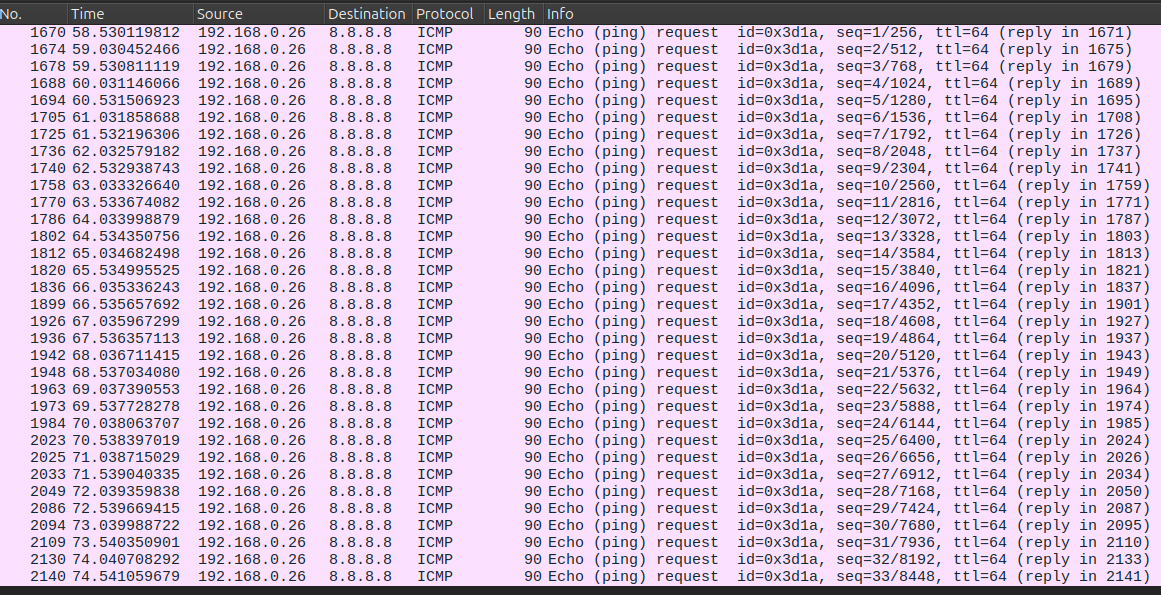 No. Time Source Destination Protocol Length Info
1670 58.530119812 192.168.0.26 8.8.8.8 ICMP 90 Echo (ping) request id=0x3d1a, seq=1/256, ttl=64 (reply in 1671)
1674 59.030452466 192.168.0.26 8.8.8.8 ICMP 90 Echo (ping) request id=0x3d1a, seq=2/512, ttl=64 (reply in 1675)
1678 59.530811119 192.168.0.26 8.8.8.8 ICMP 90 Echo (ping) request id=0x3d1a, seq=3/768, ttl=64 (reply in 1679)
1688 60.031146066 192.168.0.26 8.8.8.8 ICMP 90 Echo (ping) request id=0x3d1a, seq=4/1024, ttl=64 (reply in 1689)
1694 60.531506923 192.168.0.26 8.8.8.8 ICMP 90 Echo (ping) request id=0x3d1a, seq=5/1280, ttl=64 (reply in 1695)
1705 61.031858688 192.168.0.26 8.8.8.8 ICMP 90 Echo (ping) request id=0x3d1a, seq=6/1536, ttl=64 (reply in 1708)
1725 61.532196306 192.168.0.26 8.8.8.8 ICMP 90 Echo (ping) request id=0x3d1a, seq=7/1792, ttl=64 (reply in 1726)
1736 62.032579182 192.168.0.26 8.8.8.8 ICMP 90 Echo (ping) request id=0x3d1a, seq=8/2048, ttl=64 (reply in 1737)
1740 62.532938743 192.168.0.26 8.8.8.8 ICMP 90 Echo (ping) request id=0x3d1a, seq=9/2304, ttl=64 (reply in 1741)
1758 63.033326640 192.168.0.26 8.8.8.8 ICMP 90 Echo (ping) request id=0x3d1a, seq=10/2560, ttl=64 (reply in 1759)
1770 63.533674082 192.168.0.26 8.8.8.8 ICMP 90 Echo (ping) request id=0x3d1a, seq=11/2816, ttl=64 (reply in 1771)
1786 64.033998879 192.168.0.26 8.8.8.8 ICMP 90 Echo (ping) request id=0x3d1a, seq=12/3072, ttl=64 (reply in 1787)
1802 64.534350756 192.168.0.26 8.8.8.8 ICMP 90 Echo (ping) request id=0x3d1a, seq=13/3328, ttl=64 (reply in 1803)
1812 65.034682498 192.168.0.26 8.8.8.8 ICMP 90 Echo (ping) request id=0x3d1a, seq=14/3584, ttl=64 (reply in 1813)
1820 65.534995525 192.168.0.26 8.8.8.8 ICMP 90 Echo (ping) request id=0x3d1a, seq=15/3840, ttl=64 (reply in 1821)
1836 66.035336243 192.168.0.26 8.8.8.8 ICMP 90 Echo (ping) request id=0x3d1a, seq=16/4096, ttl=64 (reply in 1837)
1899 66.535657692 192.168.0.26 8.8.8.8 ICMP 90 Echo (ping) request id=0x3d1a, seq=17/4352, ttl=64 (reply in 1901)
1926 67.035967299 192.168.0.26 8.8.8.8 ICMP 90 Echo (ping) request id=0x3d1a, seq=18/4608, ttl=64 (reply in 1927)
1936 67.536357113 192.168.0.26 8.8.8.8 ICMP 90 Echo (ping) request id=0x3d1a, seq=19/4864, ttl=64 (reply in 1937)
1942 68.036711415 192.168.0.26 8.8.8.8 ICMP 90 Echo (ping) request id=0x3d1a, seq=20/5120, ttl=64 (reply in 1943)
1948 68.537034080 192.168.0.26 8.8.8.8 ICMP 90 Echo (ping) request id=0x3d1a, seq=21/5376, ttl=64 (reply in 1949)
1963 69.037390553 192.168.0.26 8.8.8.8 ICMP 90 Echo (ping) request id=0x3d1a, seq=22/5632, ttl=64 (reply in 1964)
1973 69.537728278 192.168.0.26 8.8.8.8 ICMP 90 Echo (ping) request id=0x3d1a, seq=23/5888, ttl=64 (reply in 1974)
1984 70.038063707 192.168.0.26 8.8.8.8 ICMP 90 Echo (ping) request id=0x3d1a, seq=24/6144, ttl=64 (reply in 1985)
2023 70.538397019 192.168.0.26 8.8.8.8 ICMP 90 Echo (ping) request id=0x3d1a, seq=25/6400, ttl=64 (reply in 2024)
2025 71.038715029 192.168.0.26 8.8.8.8 ICMP 90 Echo (ping) request id=0x3d1a, seq=26/6656, ttl=64 (reply in 2026)
2033 71.539040335 192.168.0.26 8.8.8.8 ICMP 90 Echo (ping) request id=0x3d1a, seq=27/6912, ttl=64 (reply in 2034)
2049 72.039359838 192.168.0.26 8.8.8.8 ICMP 90 Echo (ping) request id=0x3d1a, seq=28/7168, ttl=64 (reply in 2050)
2086 72.539669415 192.168.0.26 8.8.8.8 ICMP 90 Echo (ping) request id=0x3d1a, seq=29/7424, ttl=64 (reply in 2087)
2094 73.039988722 192.168.0.26 8.8.8.8 ICMP 90 Echo (ping) request id=0x3d1a, seq=30/7680, ttl=64 (reply in 2095)
2109 73.540350901 192.168.0.26 8.8.8.8 ICMP 90 Echo (ping) request id=0x3d1a, seq=31/7936, ttl=64 (reply in 2110)
2130 74.040708292 192.168.0.26 8.8.8.8 ICMP 90 Echo (ping) request id=0x3d1a, seq=32/8192, ttl=64 (reply in 2133)
2140 74.541059679 192.168.0.26 8.8.8.8 ICMP 90 Echo (ping) request id=0x3d1a, seq=33/8448, ttl=64 (reply in 2141)